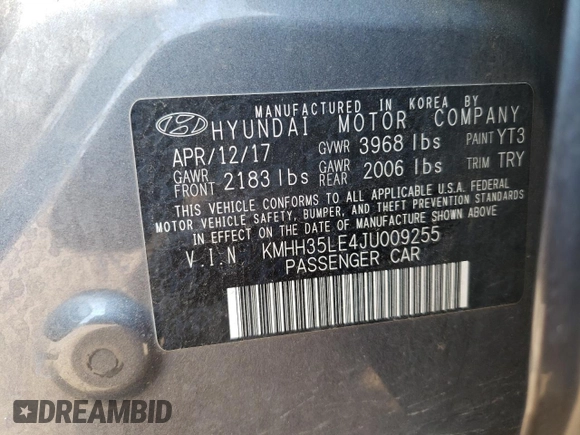 MANUFACTURED IN KOREA BY
HYUNDAI MOTOR COMPANY
APR/12/17 GVWR 3968 lbs PAINT YT3
GAWR FRONT 2183 lbs GAWR REAR 2006 lbs TRIM TRY
THIS VEHICLE CONFORMS TO ALL APPLICABLE U.S.A. FEDERAL
MOTOR VEHICLE SAFETY, BUMPER, AND THEFT PREVENTION STANDARDS
IN EFFECT ON THE DATE OF MANUFACTURE SHOWN ABOVE
V.I.N KMHH35LE4JU009255
PASSENGER CAR
DREAMBID